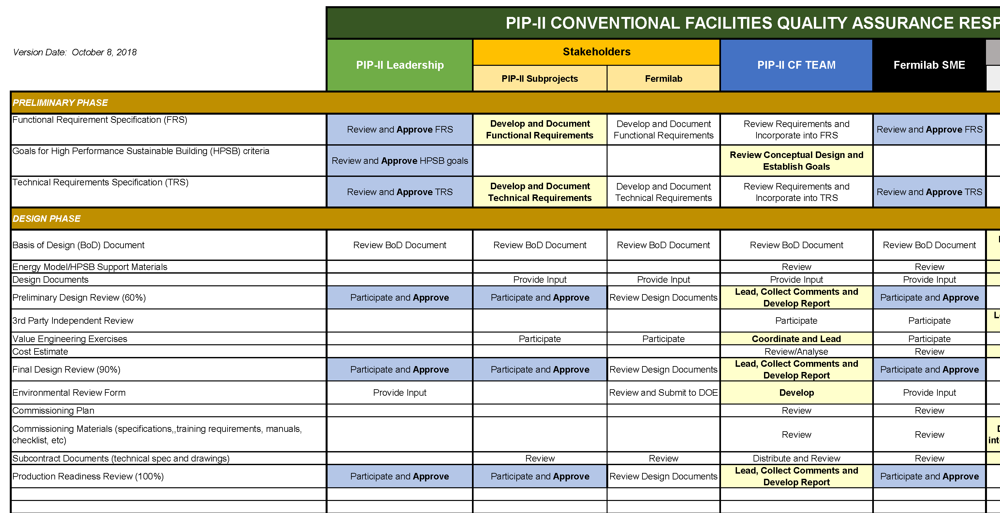 PIP-II CONVENTIONAL FACILITIES QUALITY ASSURANCE RESP
Version Date: October 8, 2018
PIP-II Leadership
Stakeholders
PIP-II Subprojects
Fermilab
PIP-II CF TEAM
Fermilab SME
PRELIMINARY PHASE
Functional Requirement Specification (FRS)
Review and Approve FRS
Develop and Document
Functional Requirements
Develop and Document
Functional Requirements
Review Requirements and
Incorporate into FRS
Review and Approve FRS
Goals for High Performance Sustainable Building (HPSB) criteria
Review and Approve HPSB goals
Review Conceptual Design and
Establish Goals
Technical Requirements Specification (TRS)
Review and Approve TRS
Develop and Document
Technical Requirements
Develop and Document
Technical Requirements
Review Requirements and
Incorporate into TRS
Review and Approve TRS
DESIGN PHASE
Basis of Design (BoD) Document
Review BoD Document
Review BoD Document
Review BoD Document
Review BoD Document
Review BoD Document
Energy Model/HPSB Support Materials
Review
Review
Design Documents
Provide Input
Provide Input
Provide Input
Provide Input
Preliminary Design Review (60%)
Participate and Approve
Participate and Approve
Review Design Documents
Lead, Collect Comments and
Develop Report
Participate and Approve
3rd Party Independent Review
Participate
Participate
Value Engineering Exercises
Participate
Participate
Coordinate and Lead
Participate
Cost Estimate
Review/Analyse
Review
Final Design Review (90%)
Participate and Approve
Participate and Approve
Review Design Documents
Lead, Collect Comments and
Develop Report
Participate and Approve
Environmental Review Form
Provide Input
Review and Submit to DOE
Develop
Provide Input
Commissioning Plan
Review
Review
Commissioning Materials (specifications,,training requirements, manuals,
checklist, etc)
Review
Review
int
Subcontract Documents (technical spec and drawings)
Review
Review
Distribute and Review
Review
Production Readiness Review (100%)
Participate and Approve
Participate and Approve
Review Design Documents
Lead, Collect Comments and
Develop Report
Participate and Approve